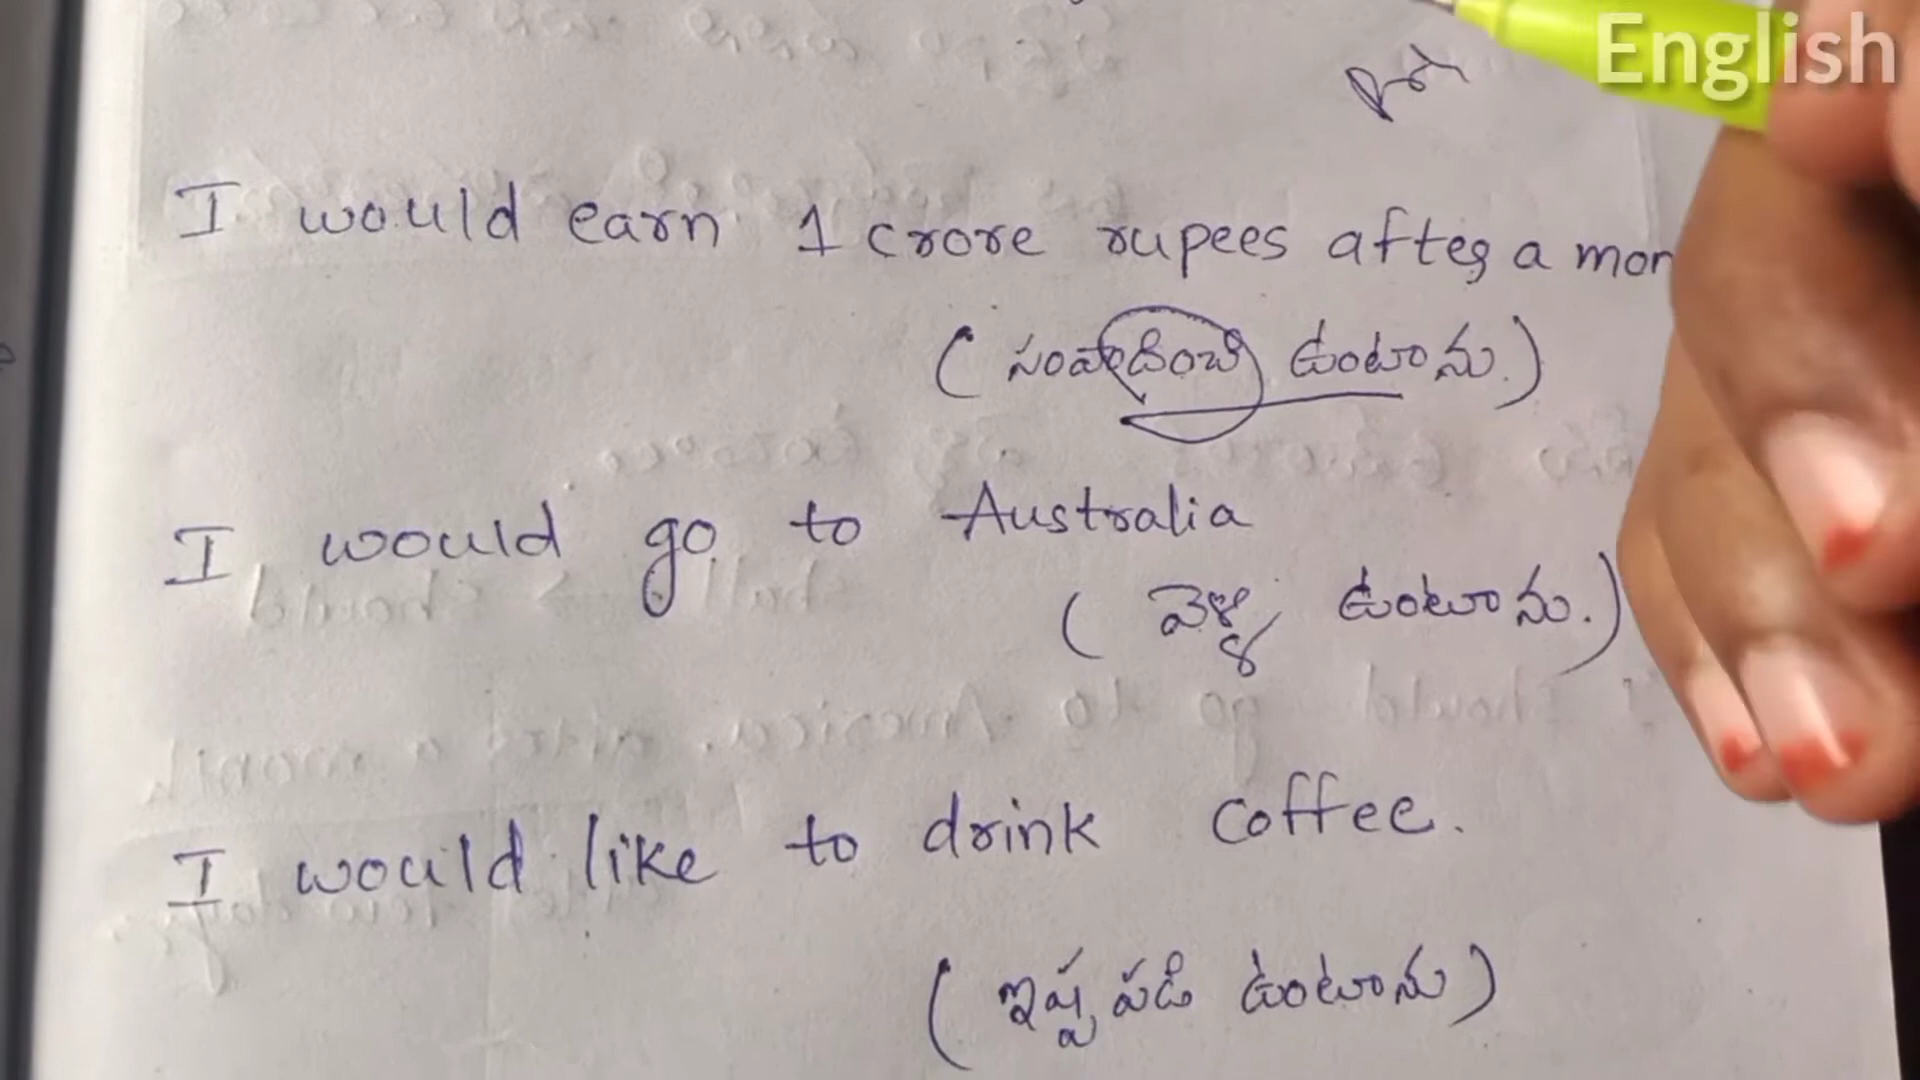 English
I would earn 1 crore rupees after a mon
(సంపాదించి ఉంటాను.)
I would go to Australia
(వెళ్ళి ఉంటాను.)
I would like to drink coffee.
(ఇష్టపడి ఉంటాను)